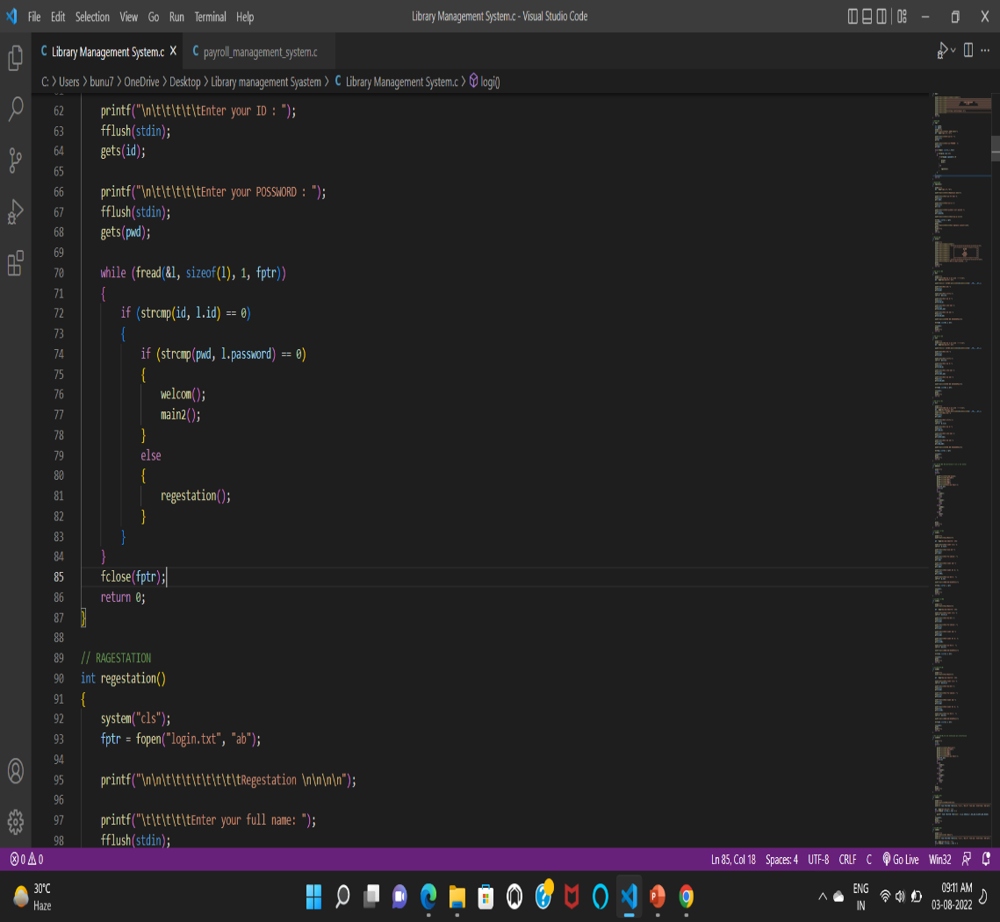 File Edit Selection View Go Run Terminal Help Library Management System.c - Visual Studio Code
Library Management System.c payroll_management_system.c
C: > Users > bunu7 > OneDrive > Desktop > Library management Syastem > C Library Management System.c > logi()
62 printf("\n\t\t\t\t\tEnter your ID : ");
63 fflush(stdin);
64 gets(id);
65
66 printf("\n\t\t\t\t\tEnter your POSSWORD : ");
67 fflush(stdin);
68 gets(pwd);
69
70 while (fread(&l, sizeof(l), 1, fptr))
71 {
72 if (strcmp(id, l.id) == 0)
73 {
74 if (strcmp(pwd, l.password) == 0)
75 {
76 welcom();
77 main2();
78 }
79 else
80 {
81 regestation();
82 }
83 }
84 }
85 fclose(fptr);
86 return 0;
87 }
88
89 // RAGESTATION
90 int regestation()
91 {
92 system("cls");
93 fptr = fopen("login.txt", "ab");
94
95 printf("\n\n\t\t\t\t\t\t\t\tRegestation \n\n\n\n");
96
97 printf("\t\t\t\t\tEnter your full name: ");
98 fflush(stdin);
0 0 Ln 85, Col 18 Spaces: 4 UTF-8 CRLF C Go Live Win32
30°C
Haze
ENG
IN
09:11 AM
03-08-2022